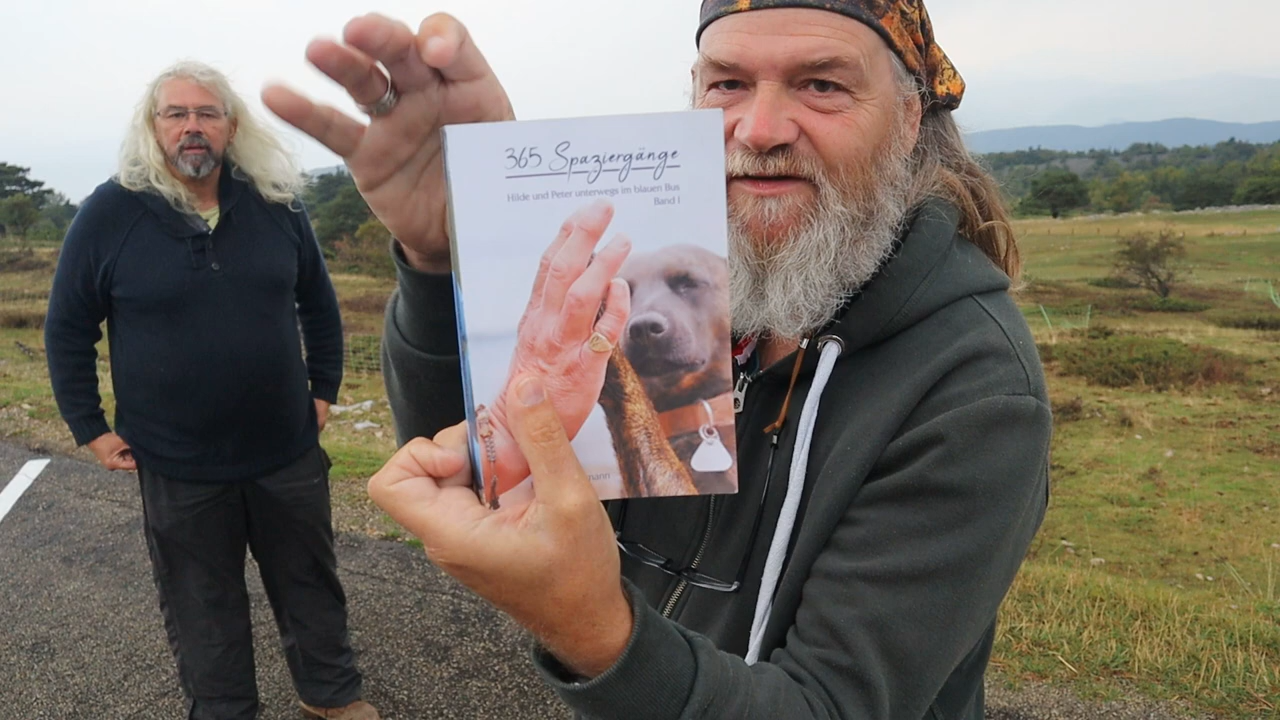 365 Spaziergänge
Hilde und Peter unterwegs im blauen Bus
Band I